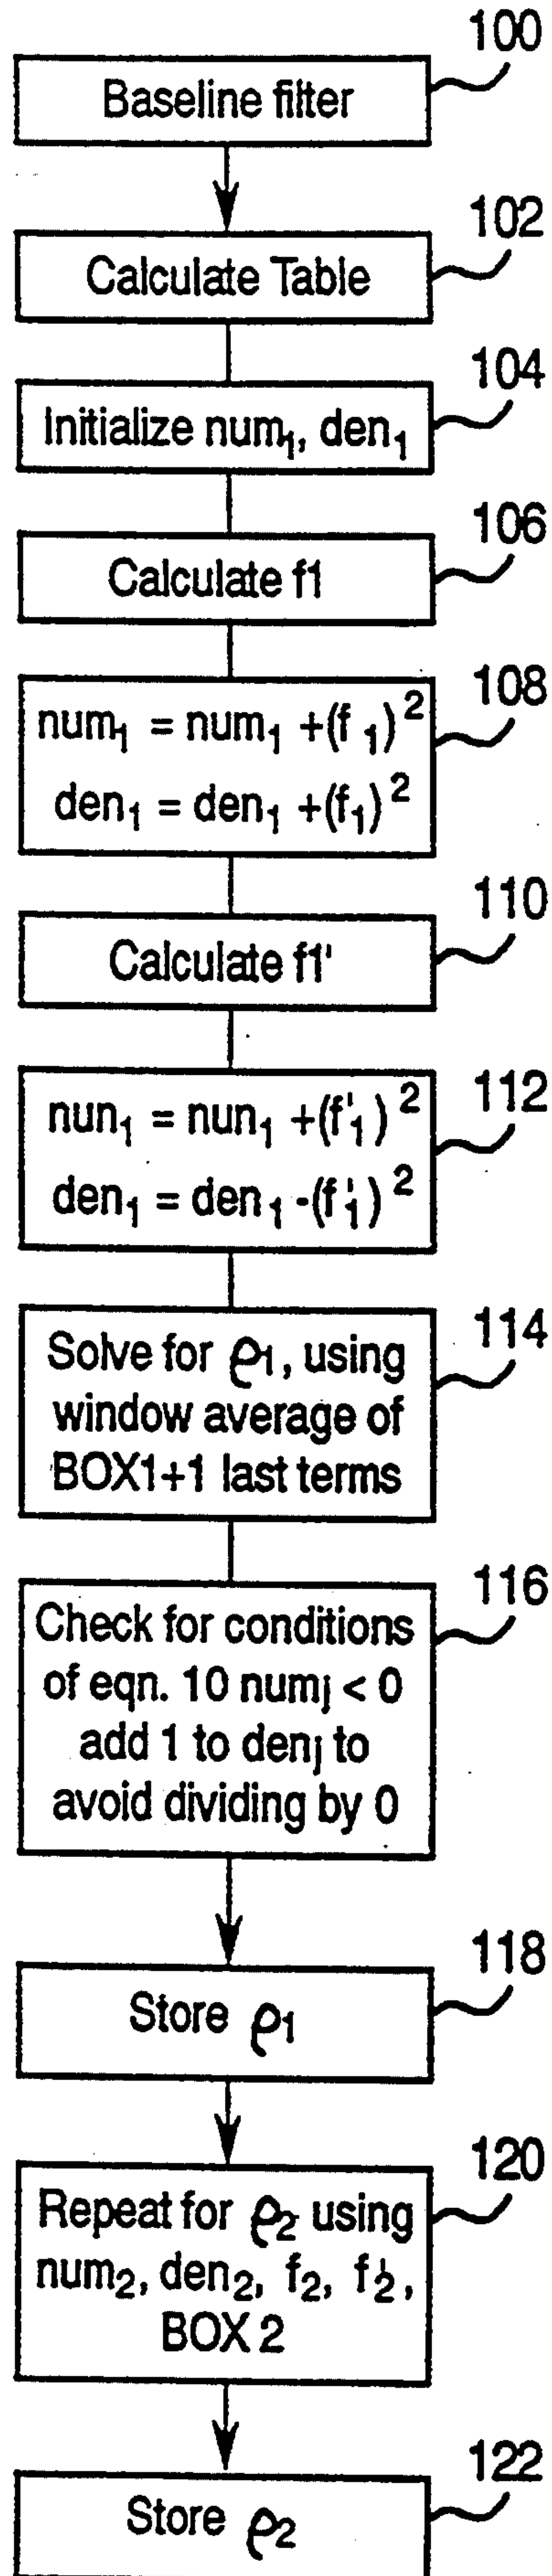 100
Baseline filter
102
Calculate Table
104
Initialize num₁, den₁
106
Calculate f1
108
num₁ = num₁ +(f ₁)²
den₁ = den₁ +(f₁)²
110
Calculate f1'
112
nun₁ = nun₁ +(f'₁)²
den₁ = den₁ -(f'₁)²
114
Solve for ρ₁, using
window average of
BOX1+1 last terms
116
Check for conditions
of eqn. 10 numⱼ < 0
add 1 to denⱼ to
avoid dividing by 0
118
Store ρ₁
120
Repeat for ρ₂ using
num₂, den₂, f₂, f'₂,
BOX 2
122
Store ρ₂